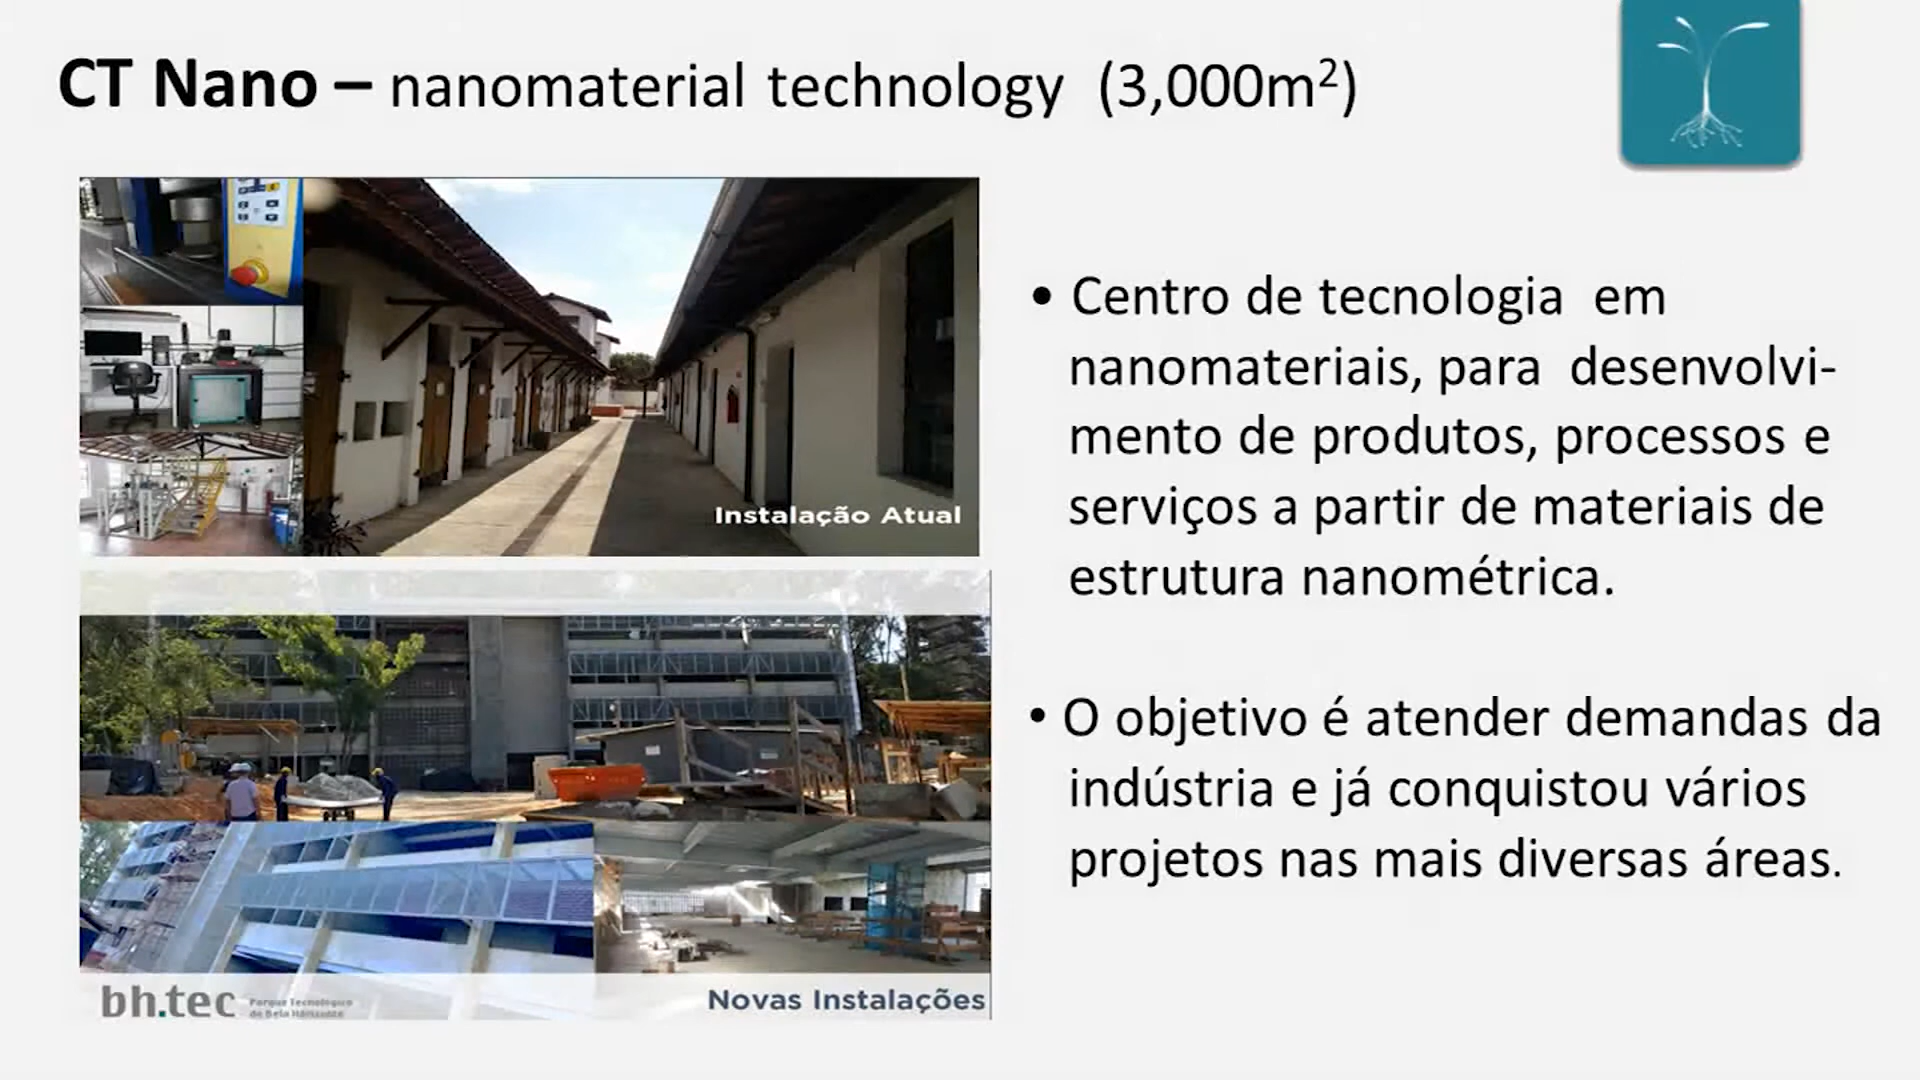 CT Nano – nanomaterial technology (3,000m²)
Instalação Atual
• Centro de tecnologia em
nanomateriais, para desenvolvi-
mento de produtos, processos e
serviços a partir de materiais de
estrutura nanométrica.
• O objetivo é atender demandas da
indústria e já conquistou vários
projetos nas mais diversas áreas.
bh.tec
Parque Tecnológico
de Belo Horizonte
Novas Instalações